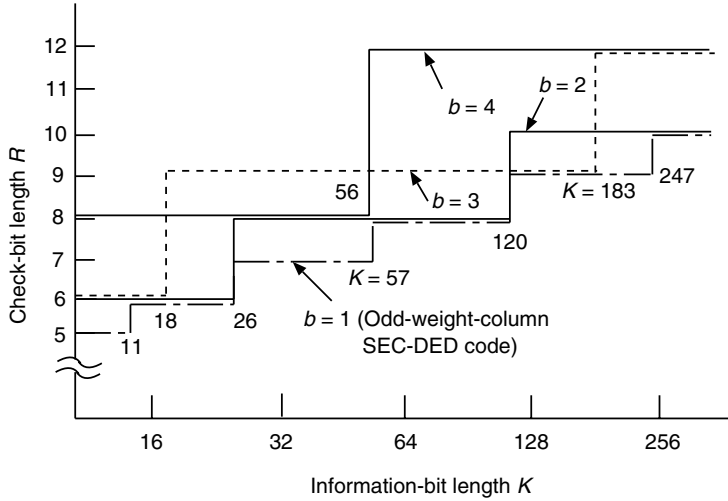 Check-bit length R
12
11
10
9
8
7
6
5
b = 4
b = 2
b = 3
56
K = 183
247
120
K = 57
18
26
11
b = 1 (Odd-weight-column
SEC-DED code)
16
32
64
128
256
Information-bit length K